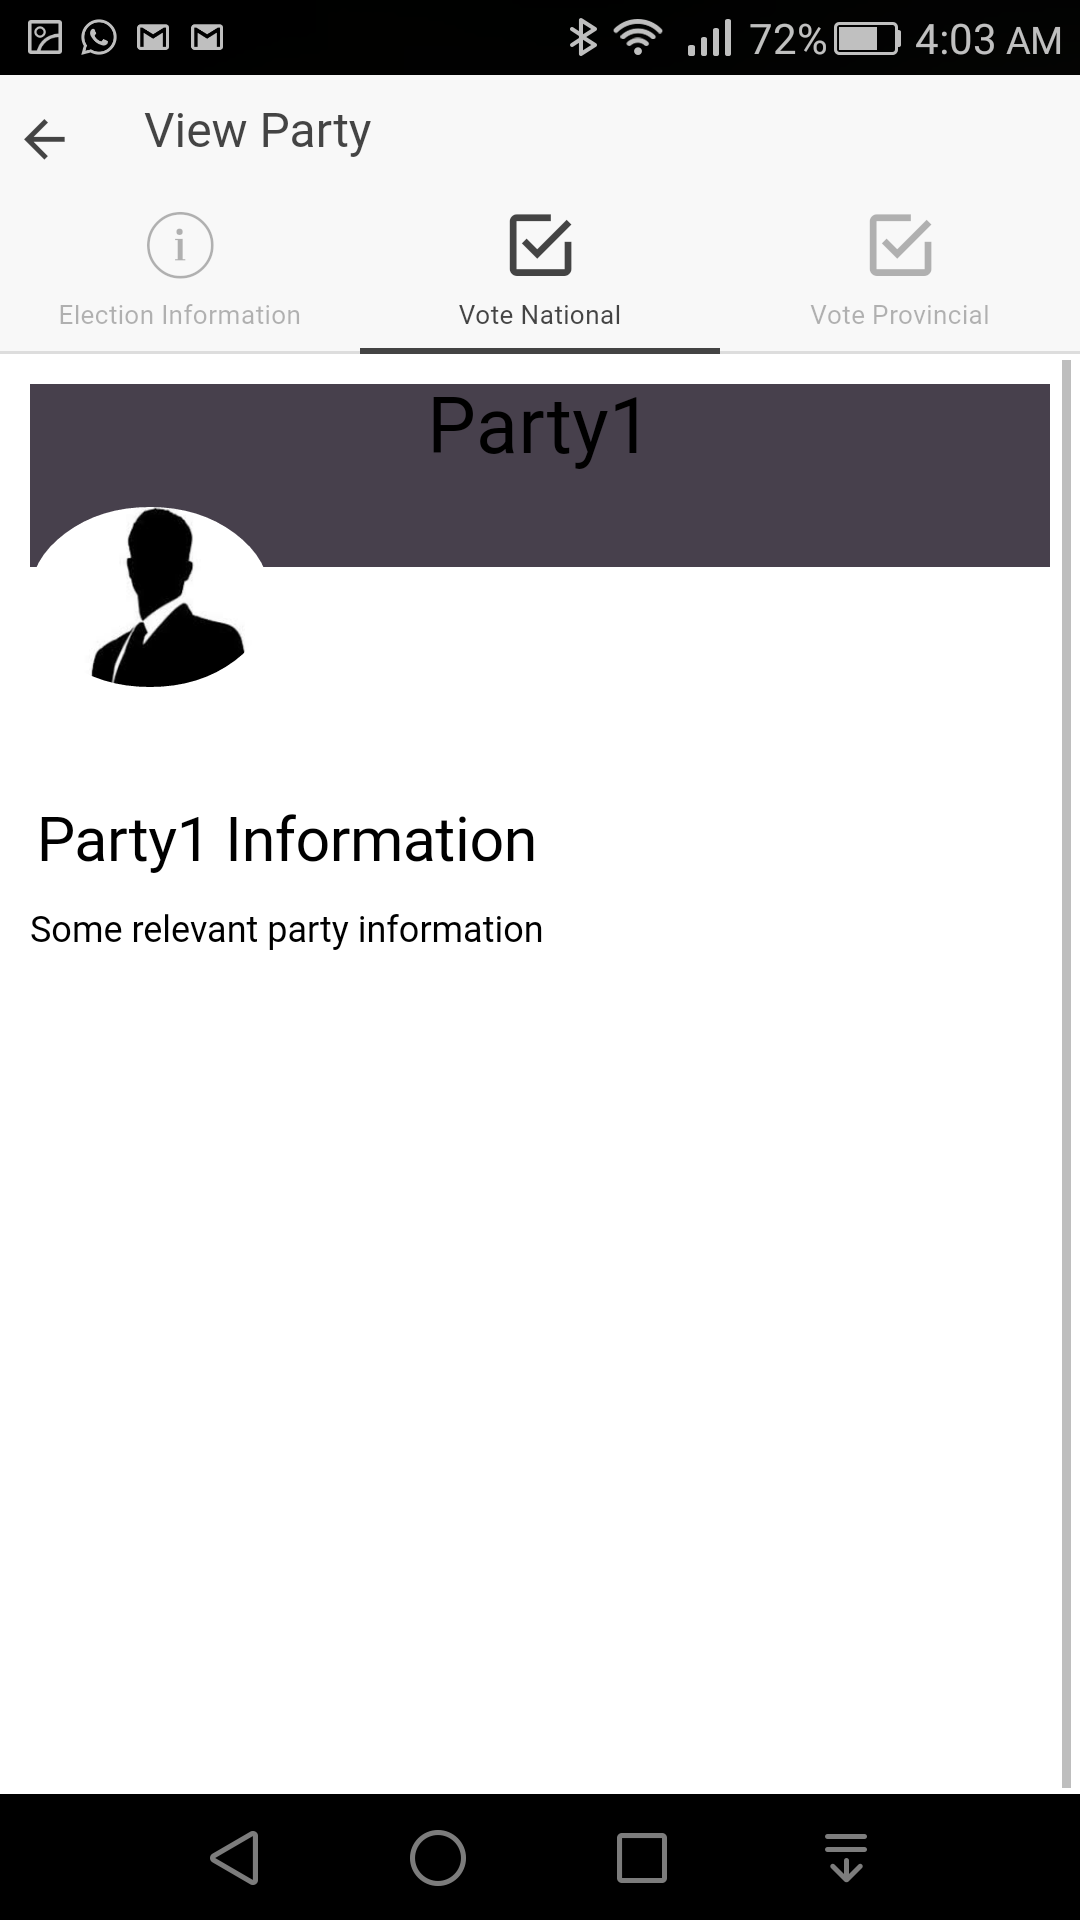 72% 4:03 AM
View Party
Election Information Vote National Vote Provincial
Party1
Party1 Information
Some relevant party information